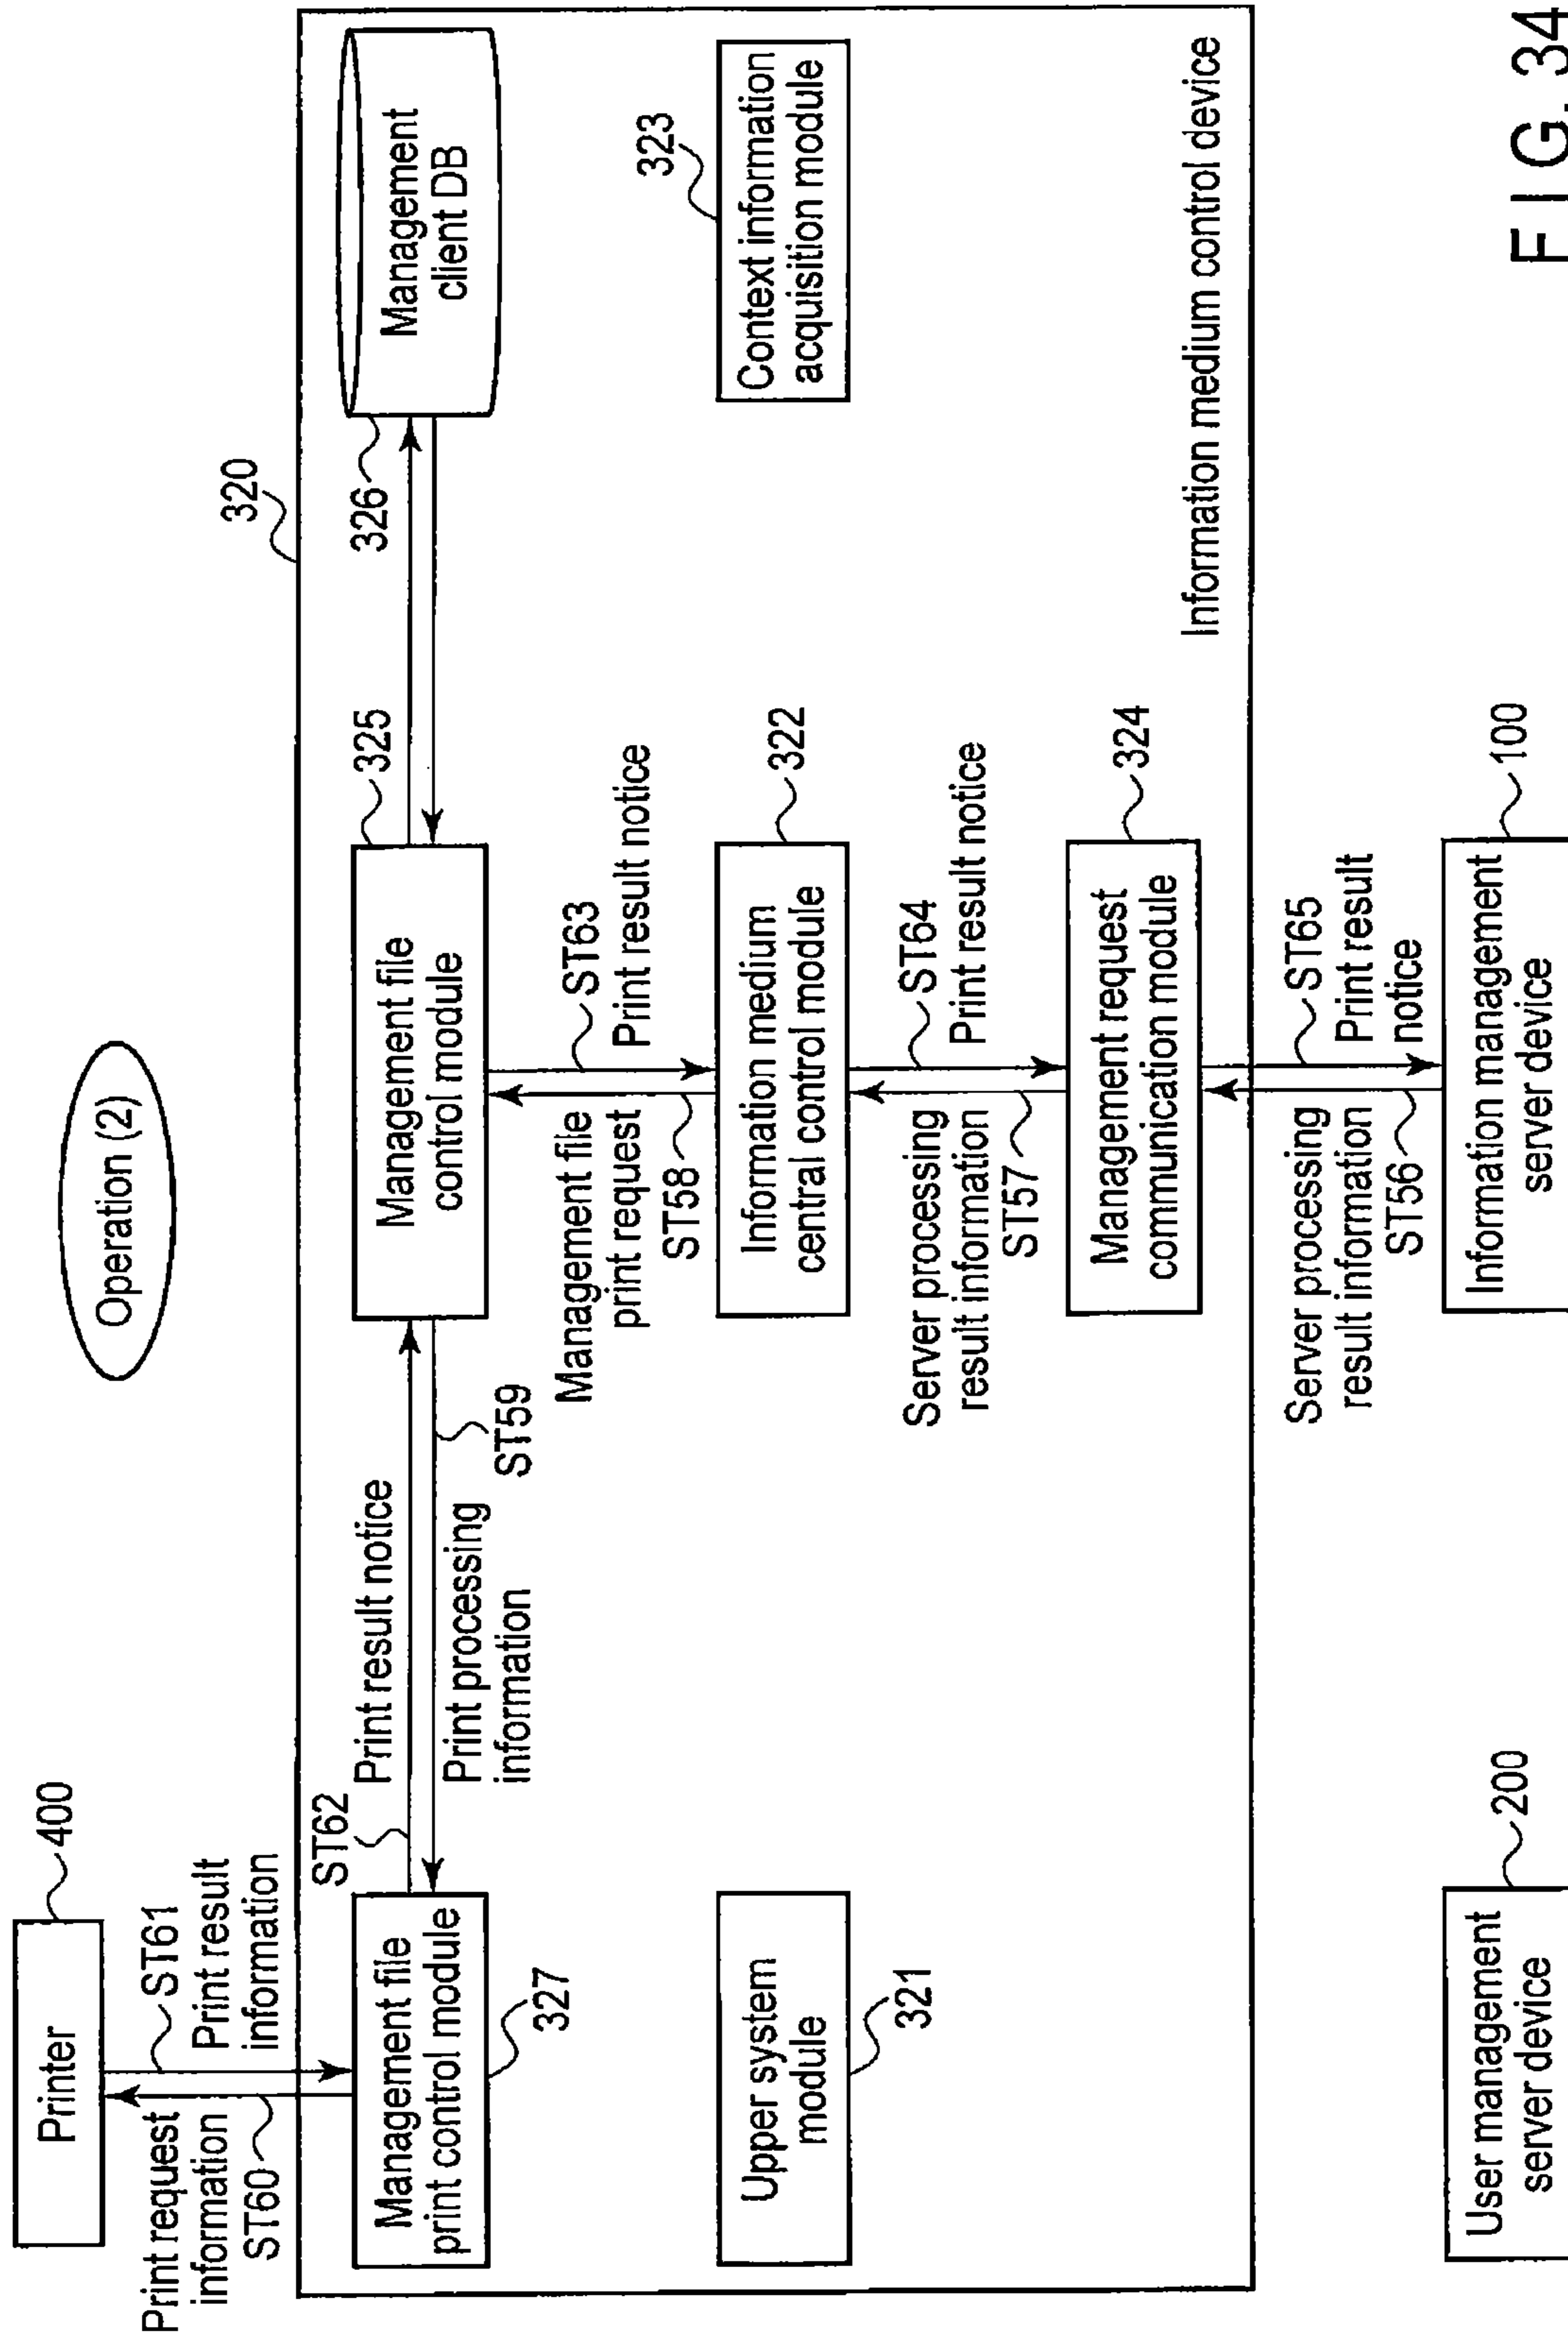 Operation (2)
Printer
400
Print request
information
ST60
ST61
Print result
information
320
Management file
print control module
327
ST62
Print result notice
Print processing
information
ST59
Management file
control module
325
326
Management
client DB
Management file
print request
ST58
ST63
Print result notice
Upper system
module
321
Information medium
central control module
322
Context information
acquisition module
323
Server processing
result information
ST57
ST64
Print result notice
Management request
communication module
324
Information medium control device
Server processing
result information
ST56
ST65
Print result
notice
User management
server device
200
Information management
server device
100
FIG. 34